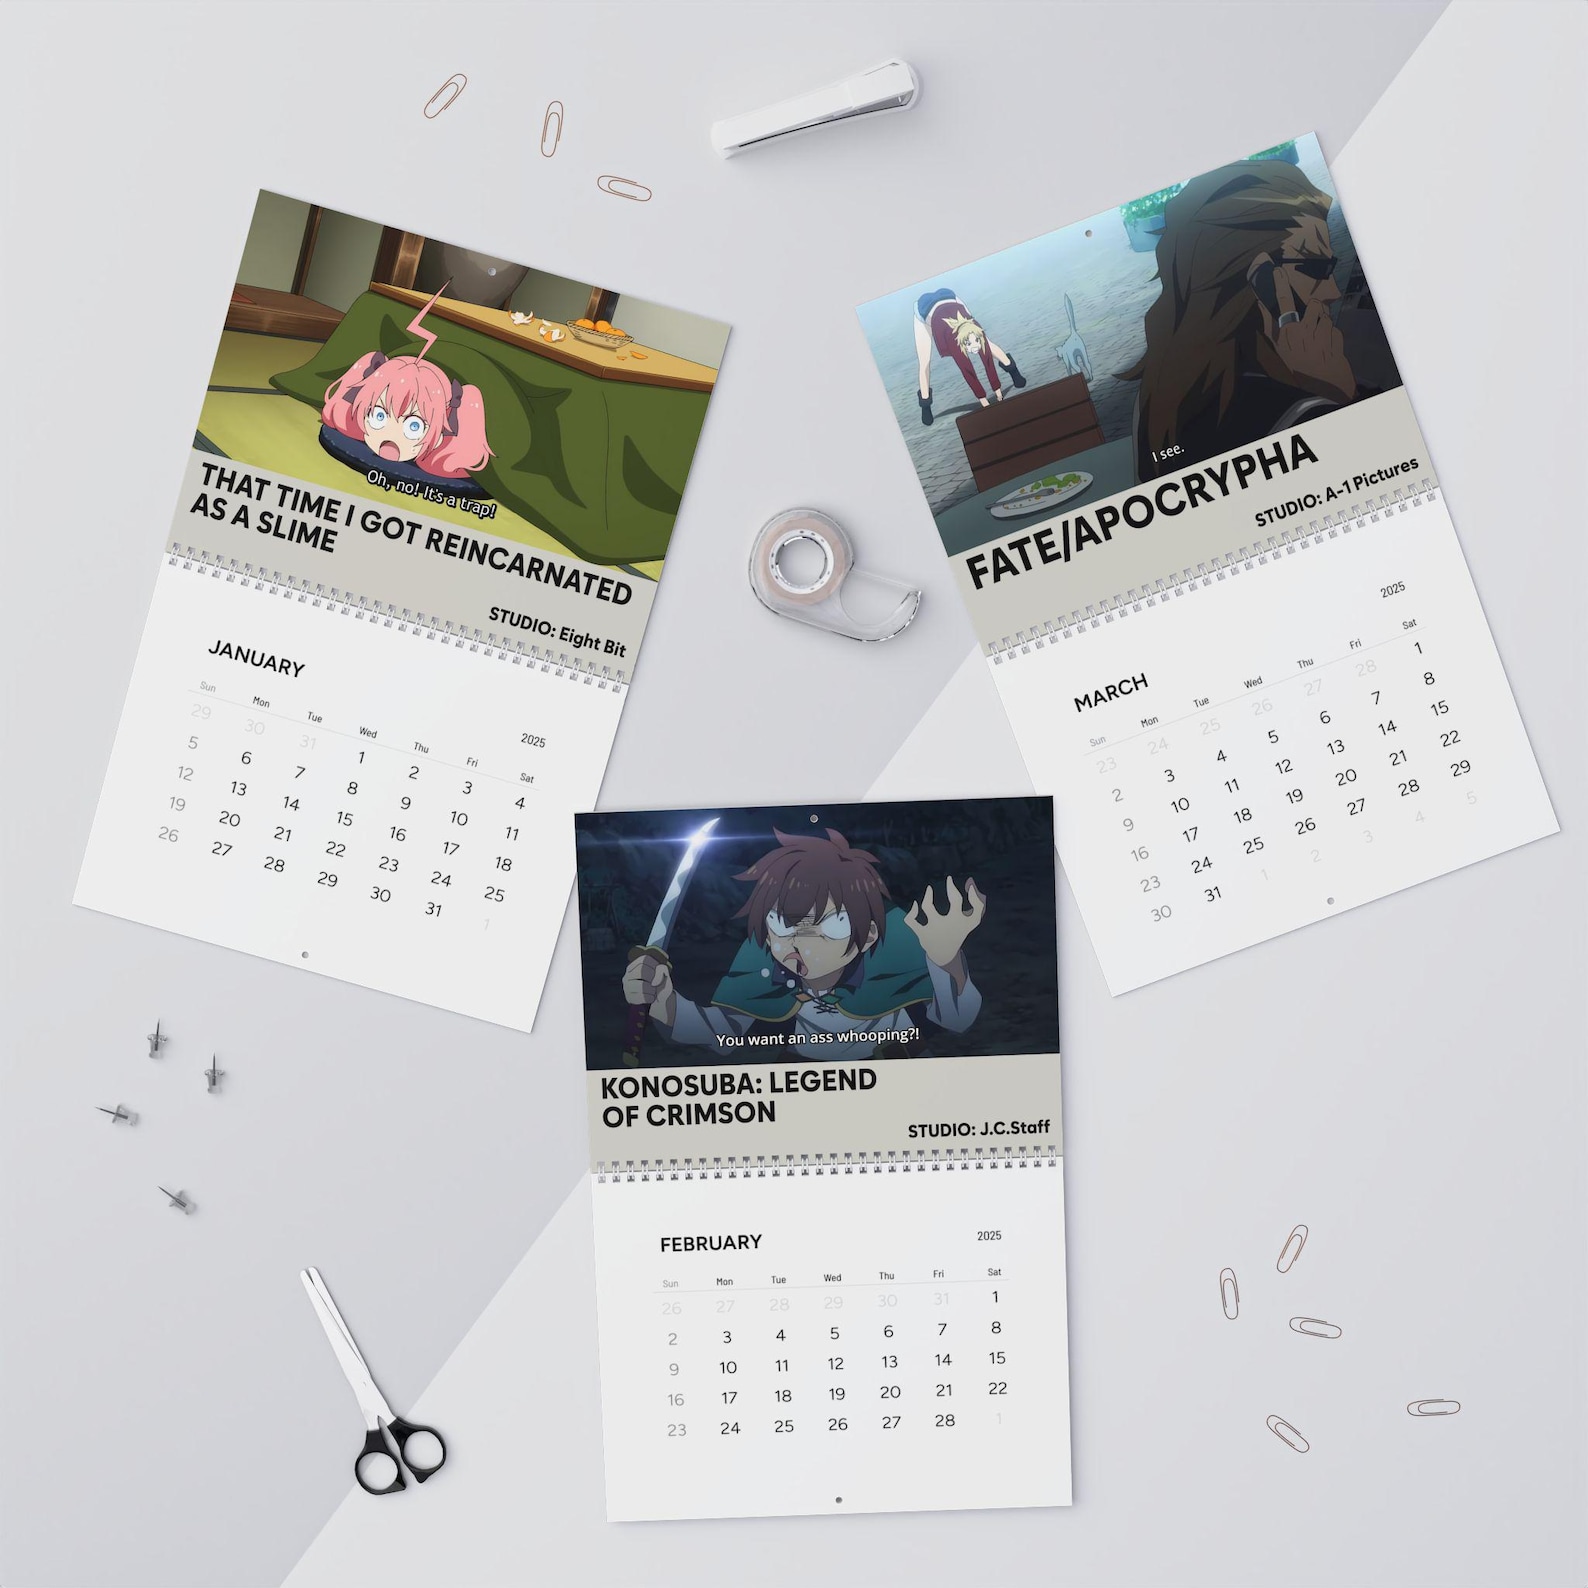 Oh, no! It's a trap!
THAT TIME I GOT REINCARNATED
AS A SLIME
STUDIO: Eight Bit
JANUARY
2025
Sun Mon Tue Wed Thu Fri Sat
29 30 31 1 2 3 4
5 6 7 8 9 10 11
12 13 14 15 16 17 18
19 20 21 22 23 24 25
26 27 28 29 30 31 1
I see.
FATE/APOCRYPHA
STUDIO: A-1 Pictures
MARCH
2025
Sun Mon Tue Wed Thu Fri Sat
23 24 25 26 27 28 1
2 3 4 5 6 7 8
9 10 11 12 13 14 15
16 17 18 19 20 21 22
23 24 25 26 27 28 29
30 31 1 2 3 4 5
You want an ass whooping?!
KONOSUBA: LEGEND
OF CRIMSON
STUDIO: J.C.Staff
FEBRUARY
2025
Sun Mon Tue Wed Thu Fri Sat
26 27 28 29 30 31 1
2 3 4 5 6 7 8
9 10 11 12 13 14 15
16 17 18 19 20 21 22
23 24 25 26 27 28 1